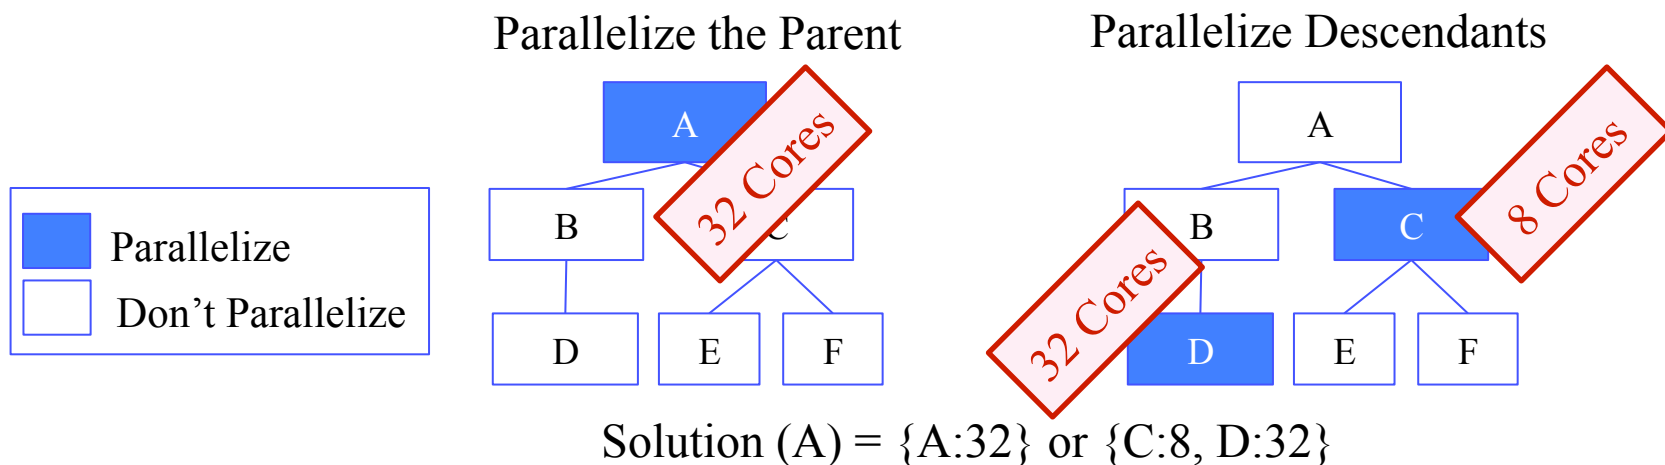 Parallelize the Parent
Parallelize Descendants
Parallelize
Don’t Parallelize
A
B
C
D
E
F
32 Cores
A
B
C
D
E
F
32 Cores
8 Cores
Solution (A) = {A:32} or {C:8, D:32}